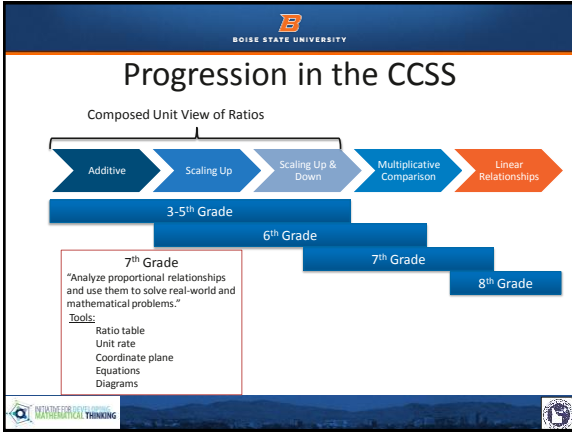 B
BOISE STATE UNIVERSITY
Progression in the CCSS
Composed Unit View of Ratios
Additive
Scaling Up
Scaling Up &
Down
Multiplicative
Comparison
Linear
Relationships
3-5th Grade
6th Grade
7th Grade
8th Grade
7th Grade
“Analyze proportional relationships
and use them to solve real-world and
mathematical problems.”
Tools:
Ratio table
Unit rate
Coordinate plane
Equations
Diagrams
INITIATIVE FOR DEVELOPING
MATHEMATICAL THINKING